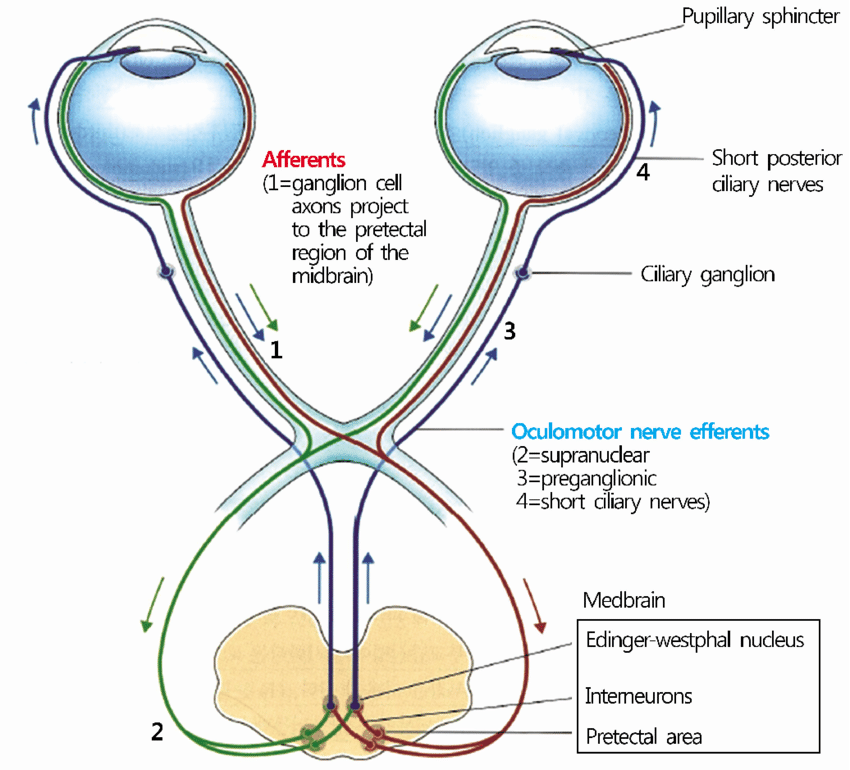 Pupillary sphincter
Afferents
(1=ganglion cell
axons project
to the pretectal
region of the
midbrain)
4
Short posterior
ciliary nerves
Ciliary ganglion
1
3
Oculomotor nerve efferents
(2=supranuclear
3=preganglionic
4=short ciliary nerves)
Medbrain
Edinger-westphal nucleus
Interneurons
Pretectal area
2